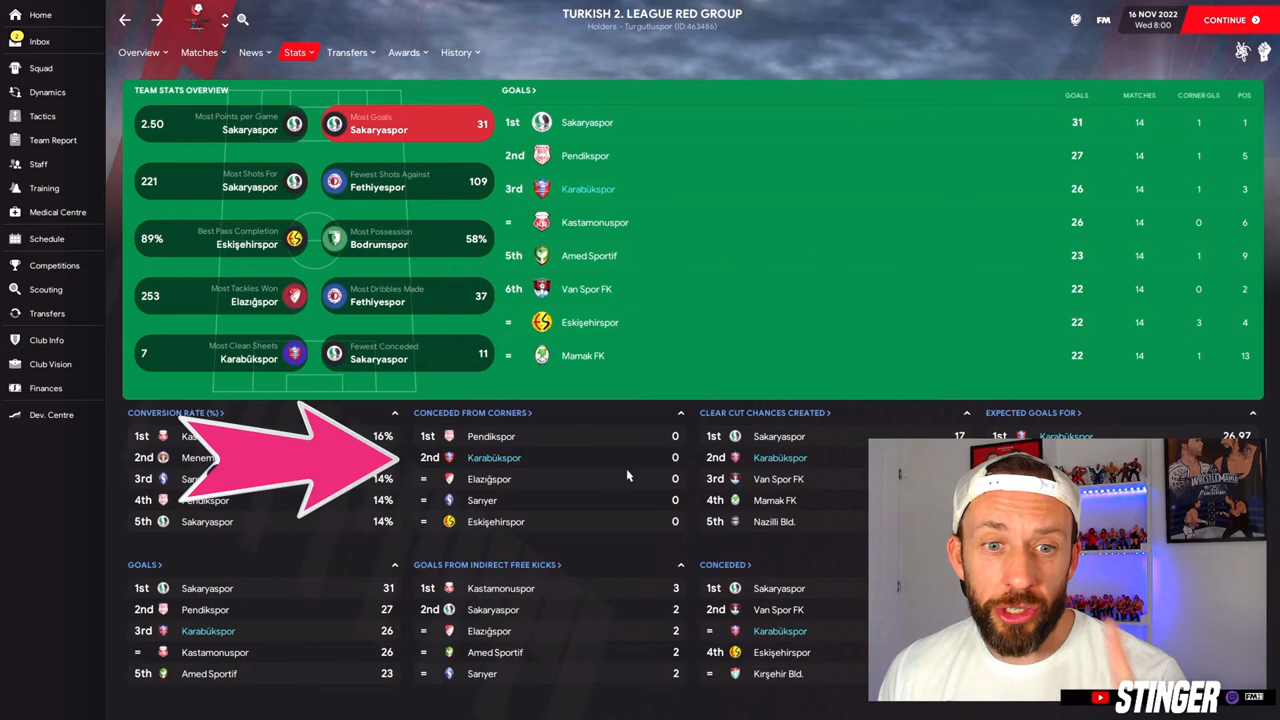 Home
2
Inbox
Squad
Dynamics
Tactics
Team Report
Staff
Training
Medical Centre
Schedule
Competitions
Scouting
Transfers
Club Info
Club Vision
Finances
Dev. Centre
TURKISH 2. LEAGUE RED GROUP
Holders - Turgutluspor (ID:463486)
FM
16 NOV 2022
Wed 8:00
CONTINUE
Overview Matches News Stats Transfers Awards History
TEAM STATS OVERVIEW
2.50 Most Points per Game Sakaryaspor
Most Goals Sakaryaspor 31
221 Most Shots For Sakaryaspor
Fewest Shots Against Fethiyespor 109
89% Best Pass Completion Eskişehirspor
Most Possession Bodrumspor 58%
253 Most Tackles Won Elazığspor
Most Dribbles Made Fethiyespor 37
7 Most Clean Sheets Karabükspor
Fewest Conceded Sakaryaspor 11
GOALS GOALS MATCHES CORNER GLS POS
1st Sakaryaspor 31 14 1 1
2nd Pendikspor 27 14 1 5
3rd Karabükspor 26 14 1 3
= Kastamonuspor 26 14 0 6
5th Amed Sportif 23 14 1 9
6th Van Spor FK 22 14 0 2
= Eskişehirspor 22 14 3 4
= Mamak FK 22 14 1 13
CONVERSION RATE (%)
1st 16%
2nd
3rd 14%
4th Pendikspor 14%
5th Sakaryaspor 14%
CONCEDED FROM CORNERS
1st Pendikspor 0
2nd Karabükspor 0
= Elazığspor 0
= Sarıyer 0
= Eskişehirspor 0
CLEAR CUT CHANCES CREATED
1st Sakaryaspor 17
2nd Karabükspor
3rd Van Spor FK
4th Mamak FK
5th Nazilli Bld.
EXPECTED GOALS FOR
1st Karabükspor 26.97
GOALS
1st Sakaryaspor 31
2nd Pendikspor 27
3rd Karabükspor 26
= Kastamonuspor 26
5th Amed Sportif 23
GOALS FROM INDIRECT FREE KICKS
1st Kastamonuspor 3
2nd Sakaryaspor 2
= Elazığspor 2
= Amed Sportif 2
= Sarıyer 2
CONCEDED
1st Sakaryaspor
2nd Van Spor FK
= Karabükspor
4th Eskişehirspor
= Kırşehir Bld.
WRESTLEMANIA
25
STINGER
FM21